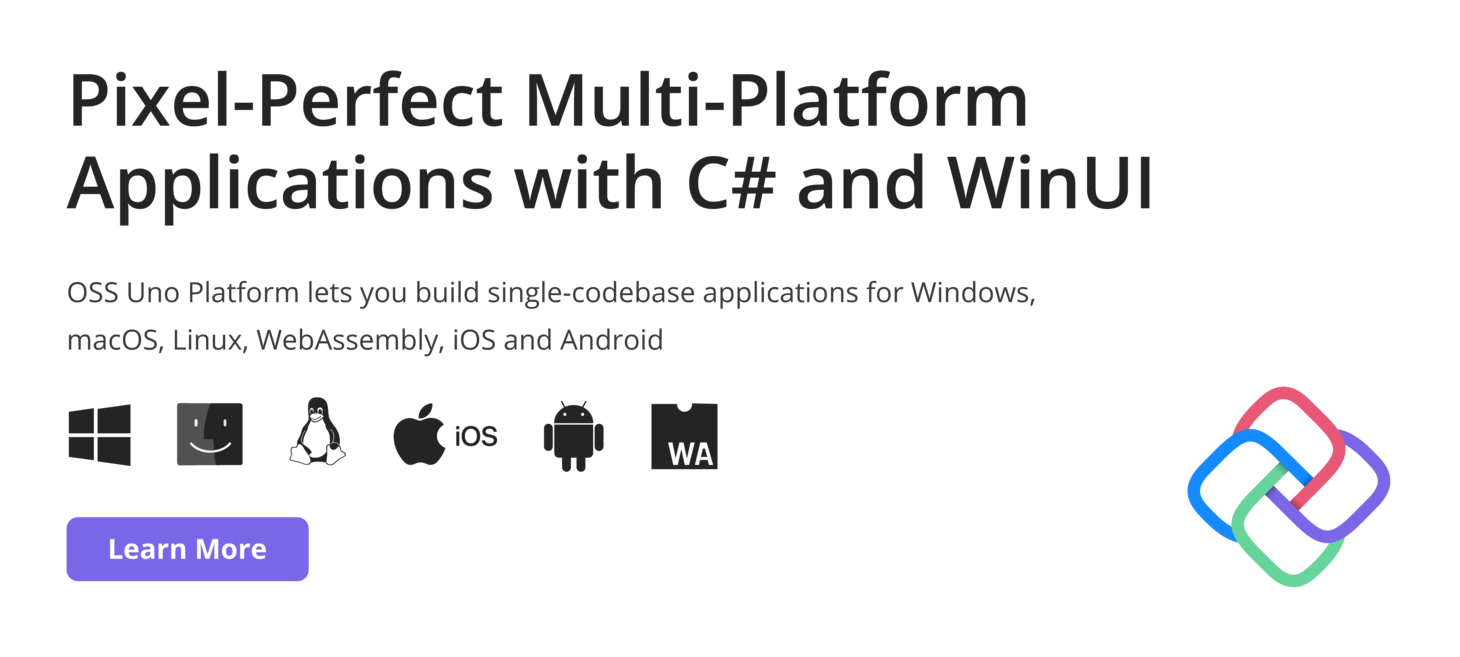 Pixel-Perfect Multi-Platform
Applications with C# and WinUI
OSS Uno Platform lets you build single-codebase applications for Windows,
macOS, Linux, WebAssembly, iOS and Android
iOS
WA
Learn More